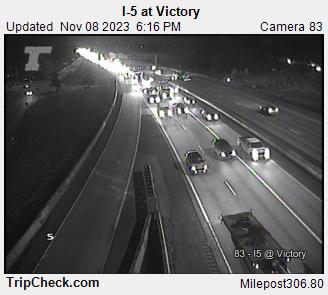 I-5 at Victory
Updated Nov 08 2023 6:16 PM Camera 83
S
83 - I5 @ Victory
TripCheck.com Milepost306.80